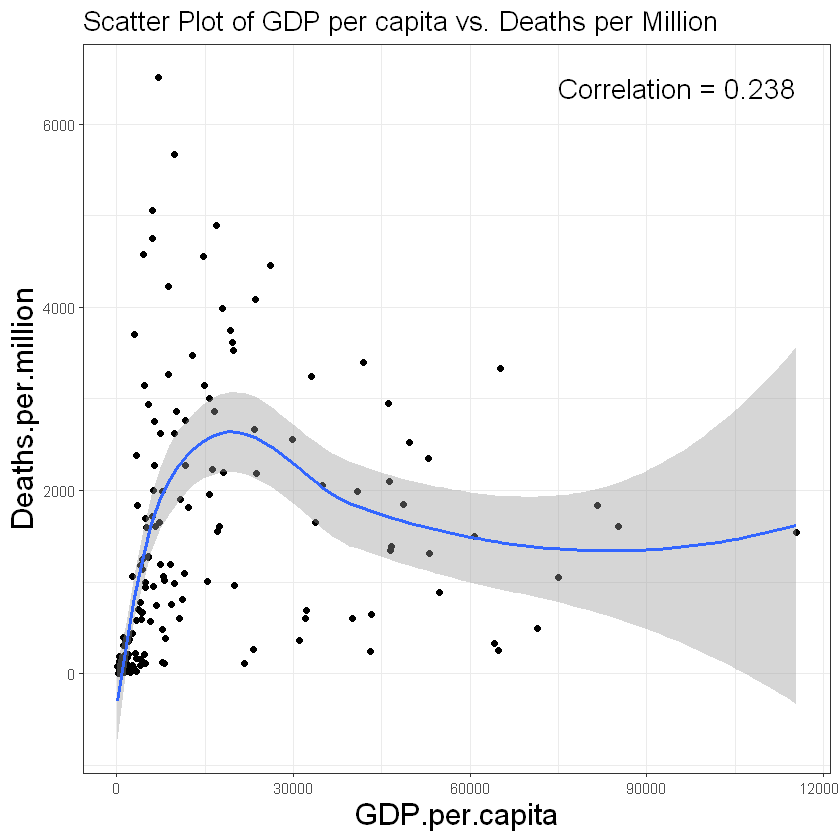 Scatter Plot of GDP per capita vs. Deaths per Million
Correlation = 0.238
6000
4000
2000
0
Deaths.per.million
0 30000 60000 90000 12000
GDP.per.capita